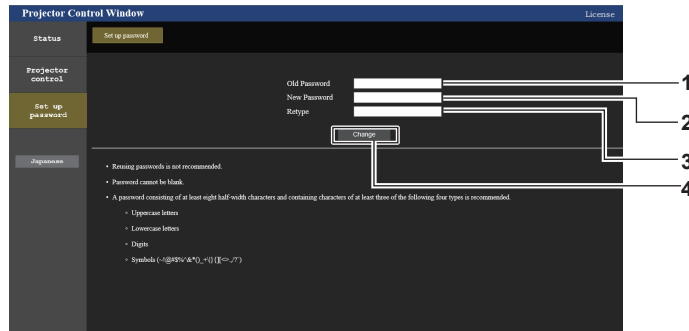 Projector Control Window
License
Status
Set up password
Projector
control
Set up
password
Japanese
Old Password
New Password
Retype
Change
1
2
3
4
• Reusing passwords is not recommended.
• Password cannot be blank.
• A password consisting of at least eight half-width characters and containing characters of at least three of the following four types is recommended.
◦ Uppercase letters
◦ Lowercase letters
◦ Digits
◦ Symbols